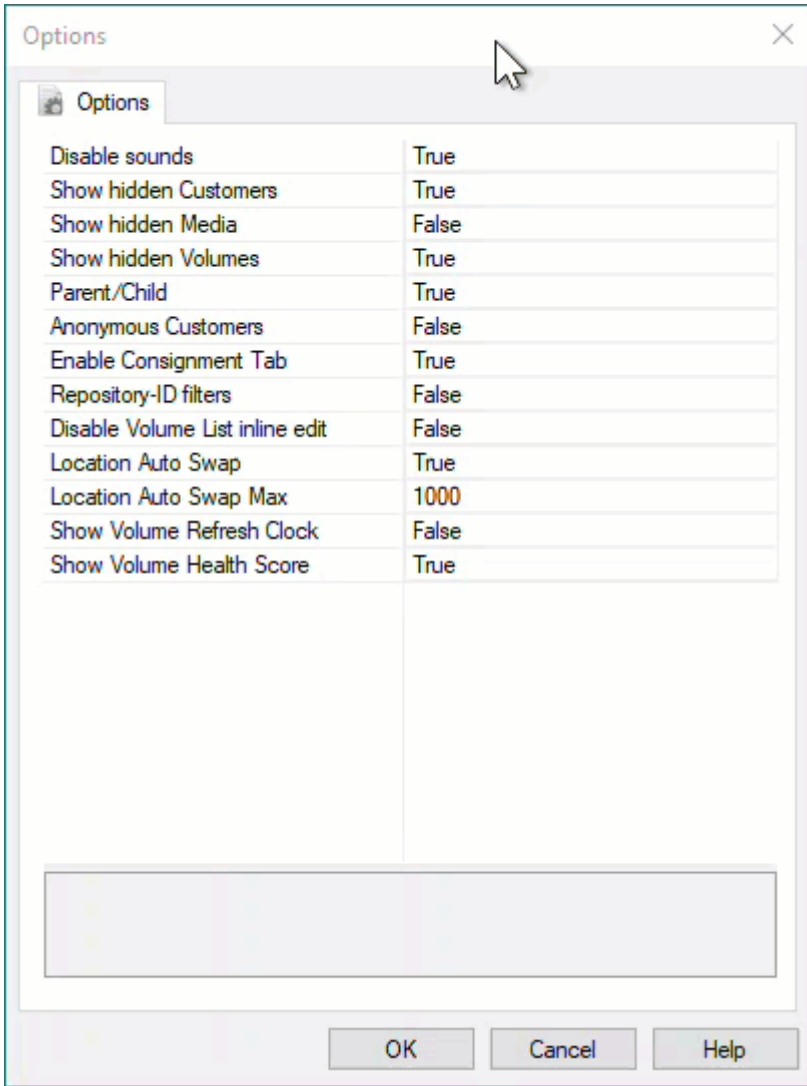 Options
Options
Disable sounds True
Show hidden Customers True
Show hidden Media False
Show hidden Volumes True
Parent/Child True
Anonymous Customers False
Enable Consignment Tab True
Repository-ID filters False
Disable Volume List inline edit False
Location Auto Swap True
Location Auto Swap Max 1000
Show Volume Refresh Clock False
Show Volume Health Score True
OK Cancel Help